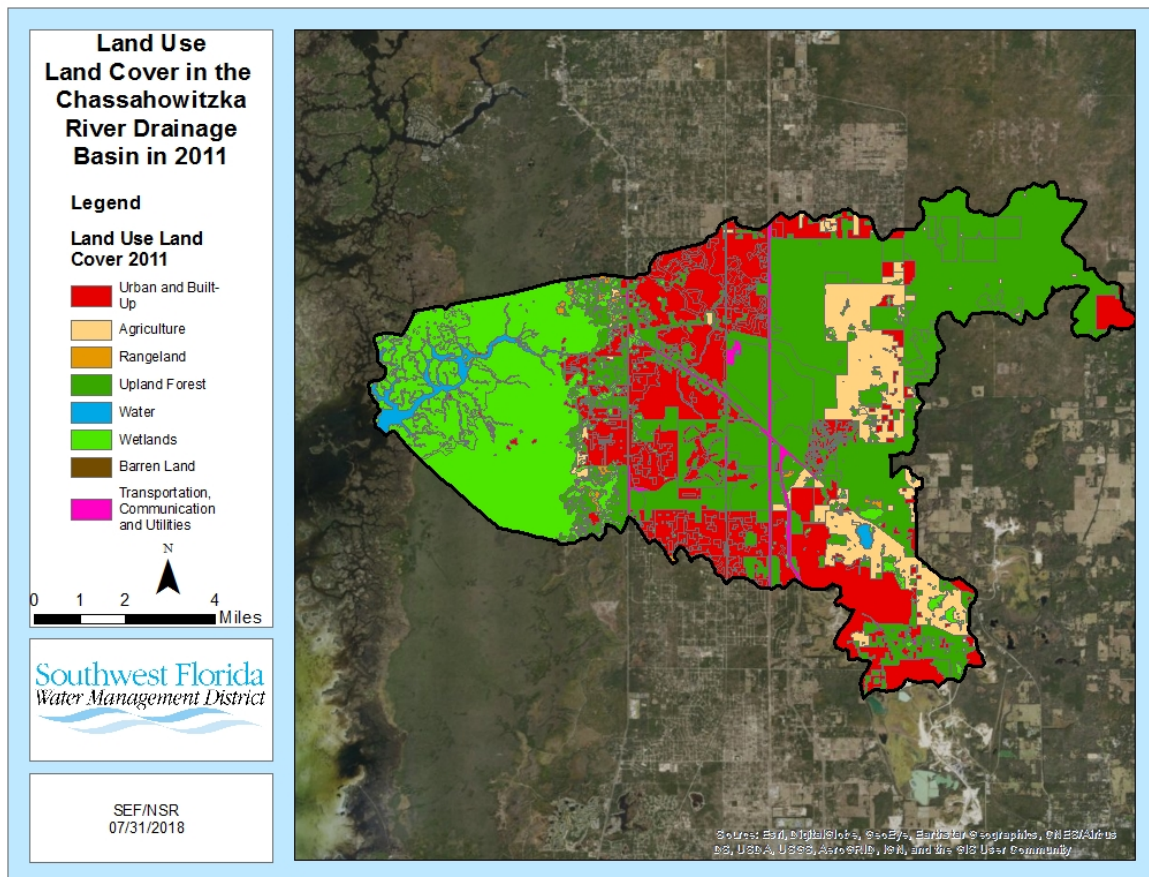 Land Use
Land Cover in the
Chassahowitzka
River Drainage
Basin in 2011
Legend
Land Use Land
Cover 2011
Urban and Built-
Up
Agriculture
Rangeland
Upland Forest
Water
Wetlands
Barren Land
Transportation,
Communication
and Utilities
N
0 1 2 4
Miles
Southwest Florida
Water Management District
SEF/NSR
07/31/2018
Source: Esri, DigitalGlobe, GeoEye, Earthstar Geographics, CNES/Airbus
DS, USDA, USGS, AeroGRID, IGN, and the GIS User Community